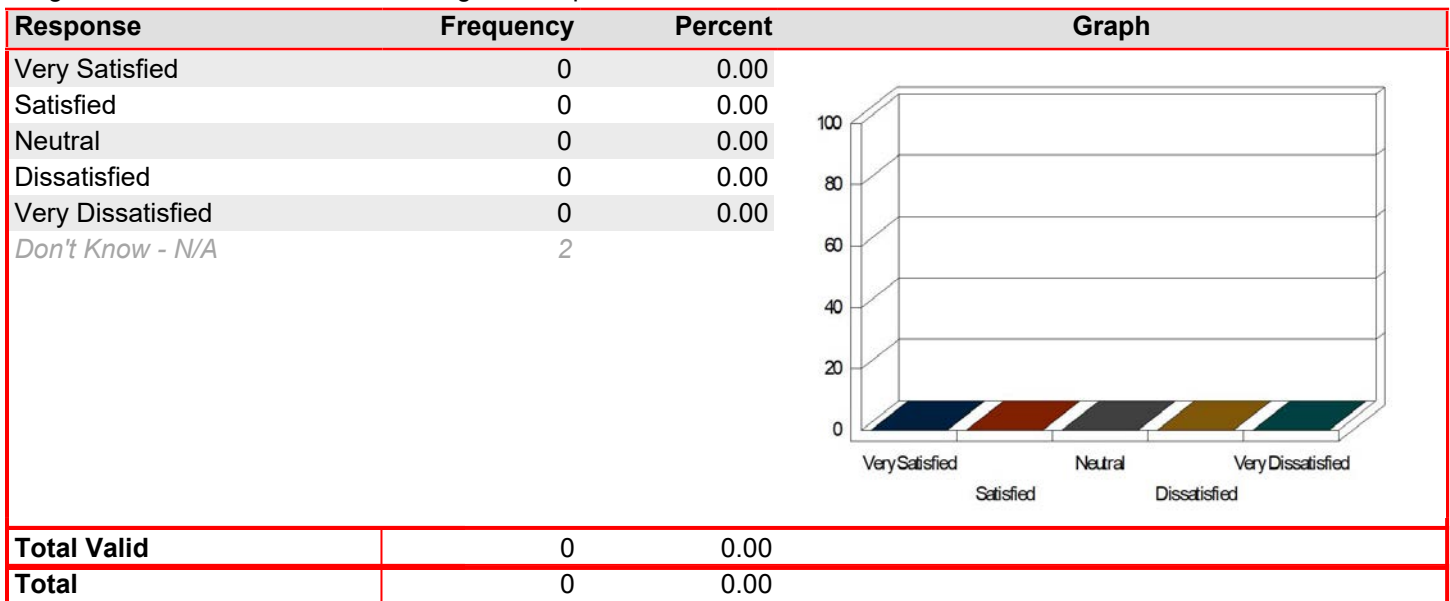 Response Frequency Percent Graph
Very Satisfied 0 0.00
Satisfied 0 0.00
Neutral 0 0.00
Dissatisfied 0 0.00
Very Dissatisfied 0 0.00
Don't Know - N/A 2
100
80
60
40
20
0
Very Satisfied Neutral Very Dissatisfied
Satisfied Dissatisfied
Total Valid 0 0.00
Total 0 0.00